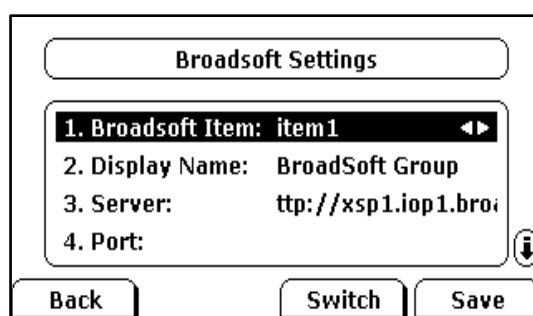 Broadsoft Settings
1. Broadsoft Item: item1
2. Display Name: BroadSoft Group
3. Server: ttp://xsp1.iop1.broa
4. Port:
Back Switch Save